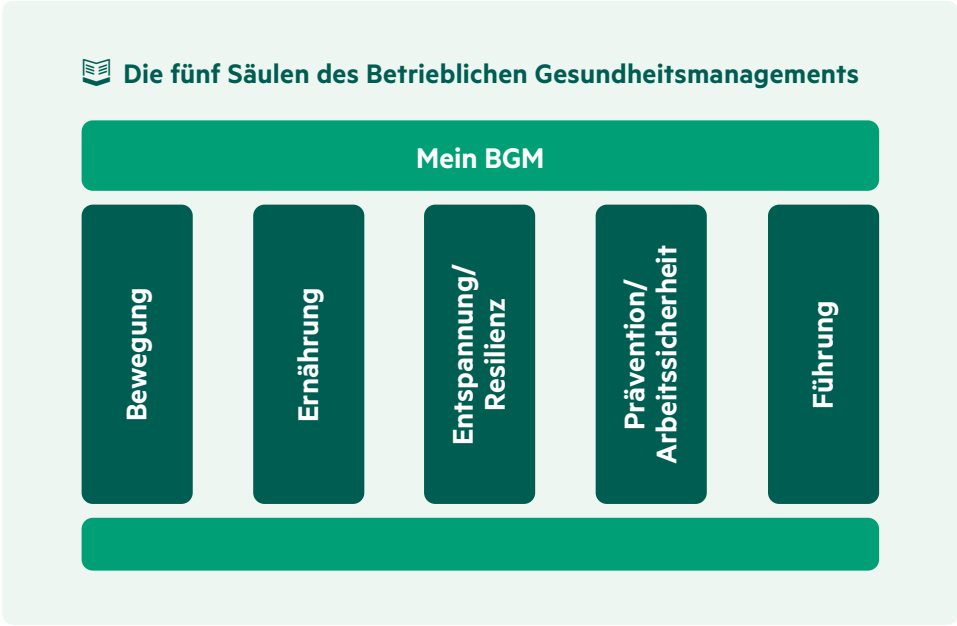 Die fünf Säulen des Betrieblichen Gesundheitsmanagements
Mein BGM
Bewegung
Ernährung
Entspannung/
Resilienz
Prävention/
Arbeitssicherheit
Führung